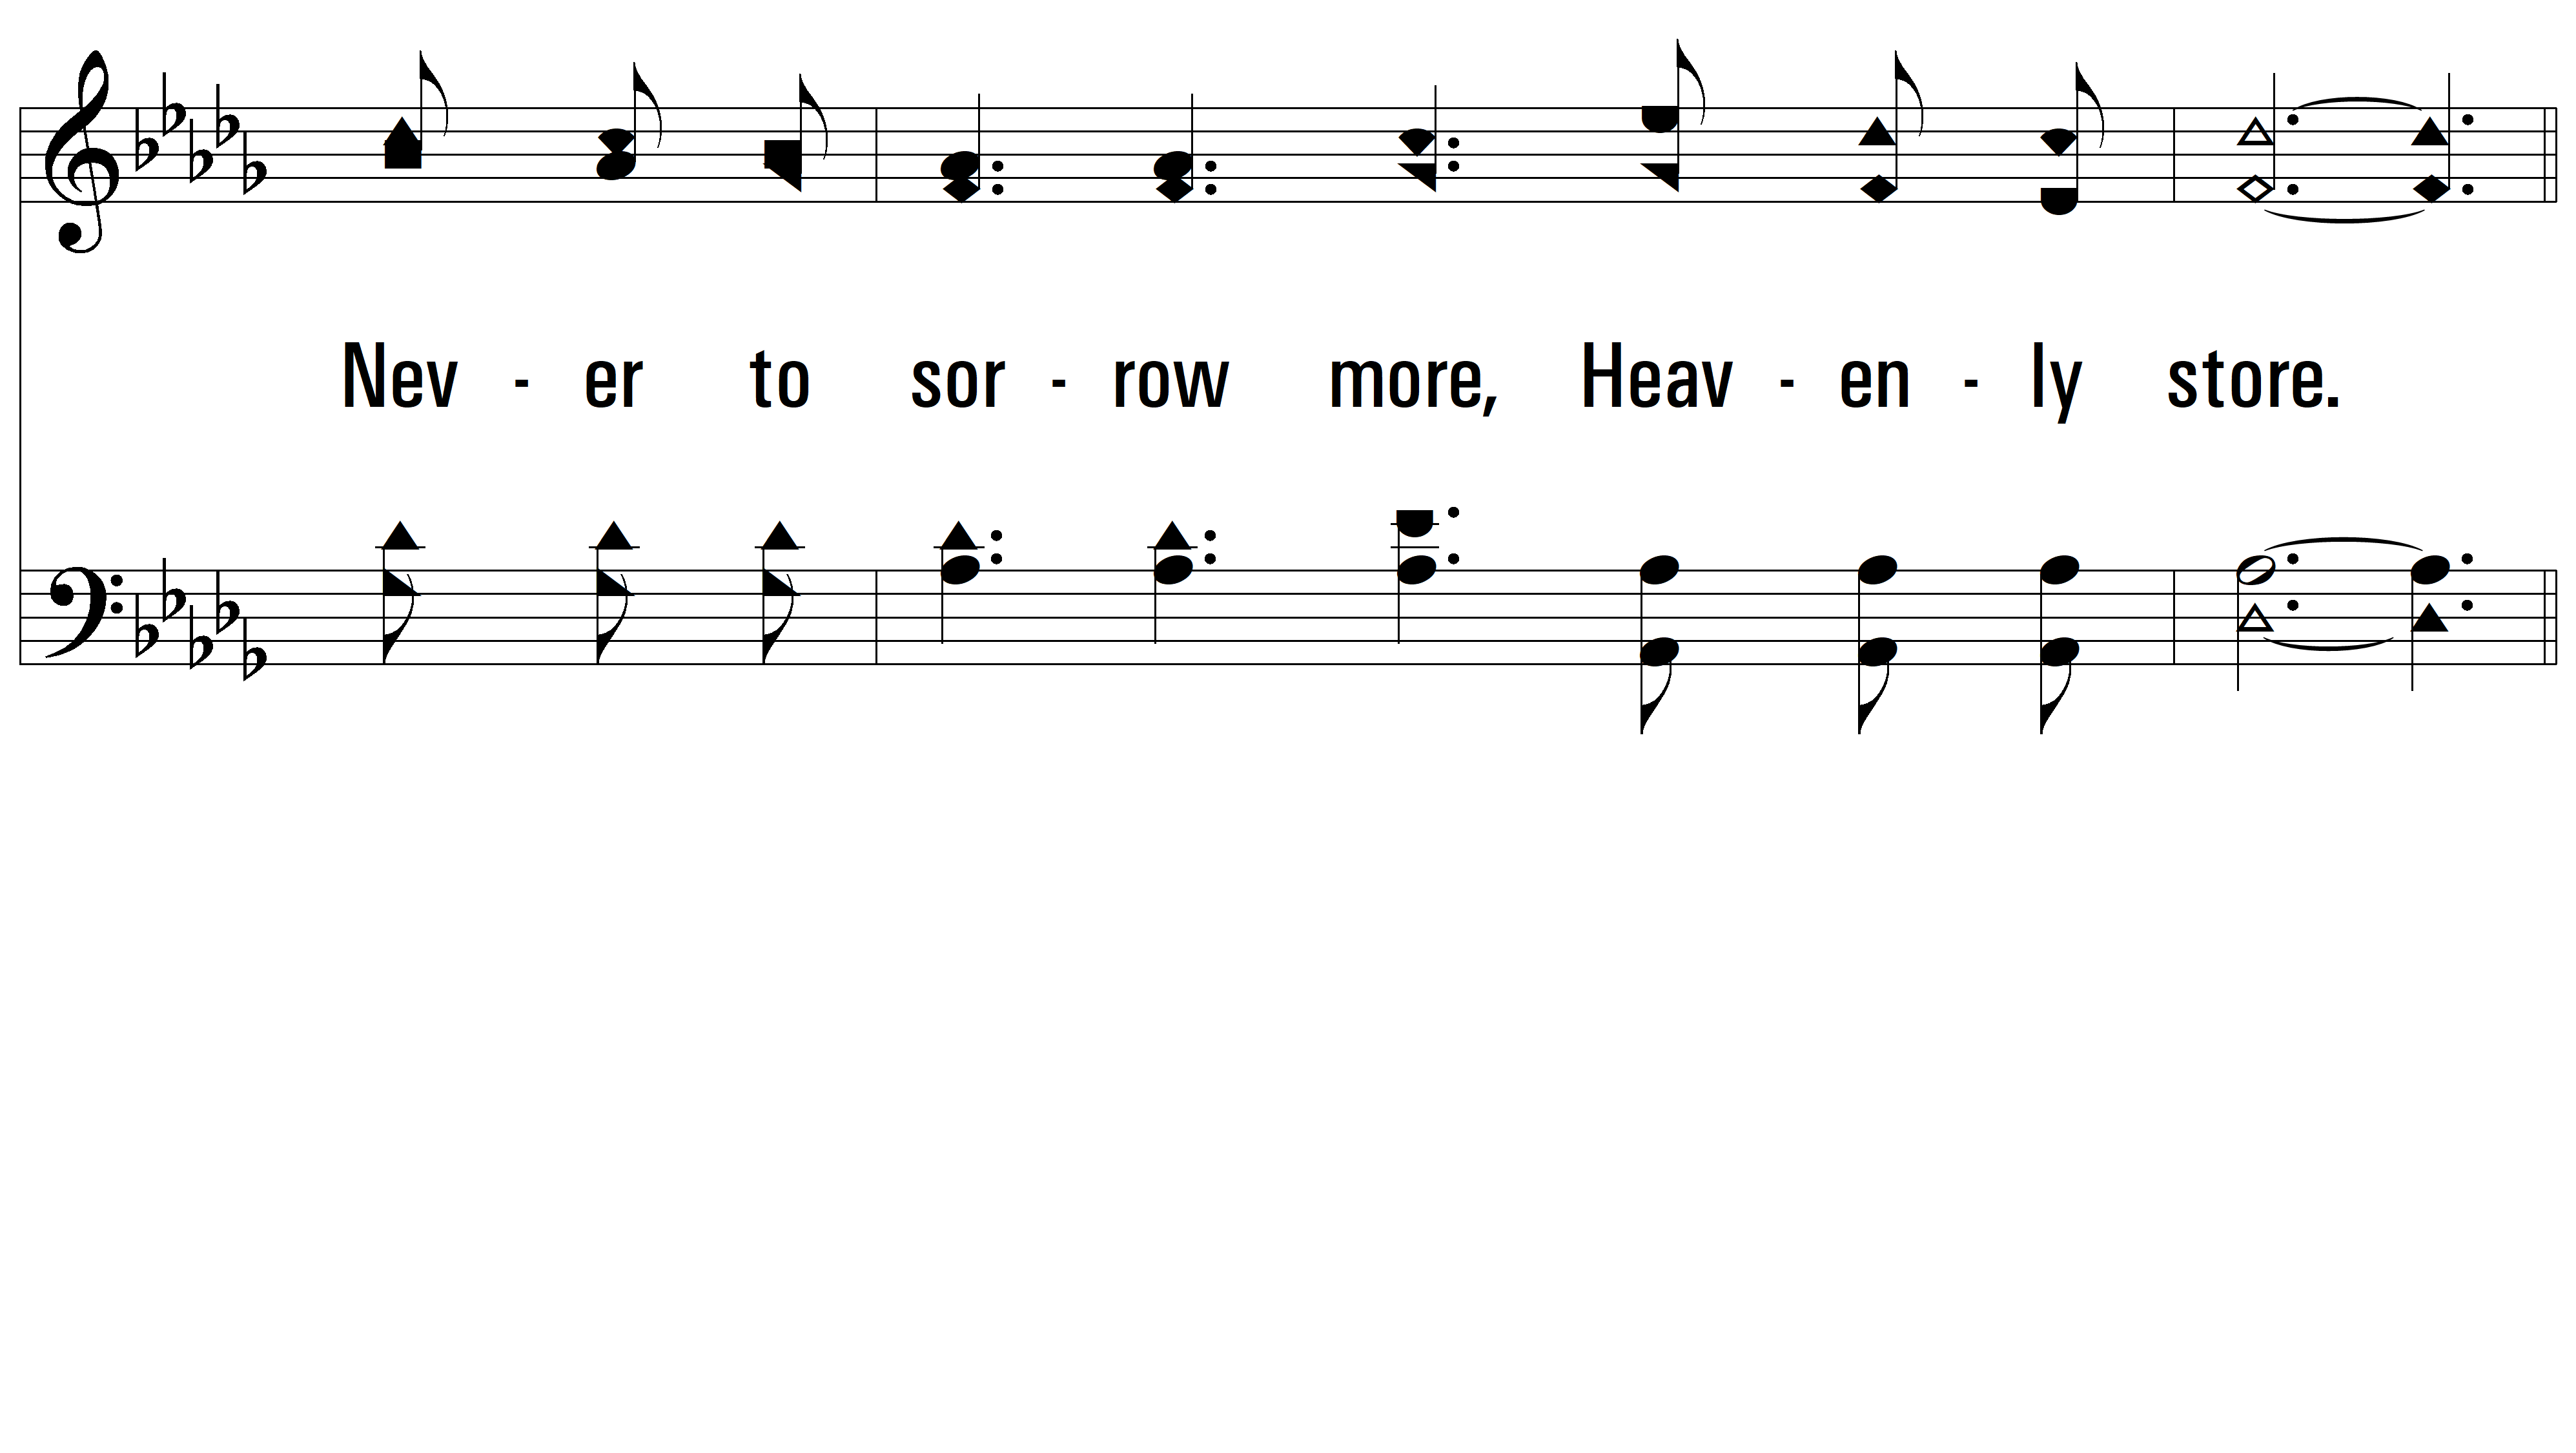 Nev - er to sor - row more, Heav - en - ly store.